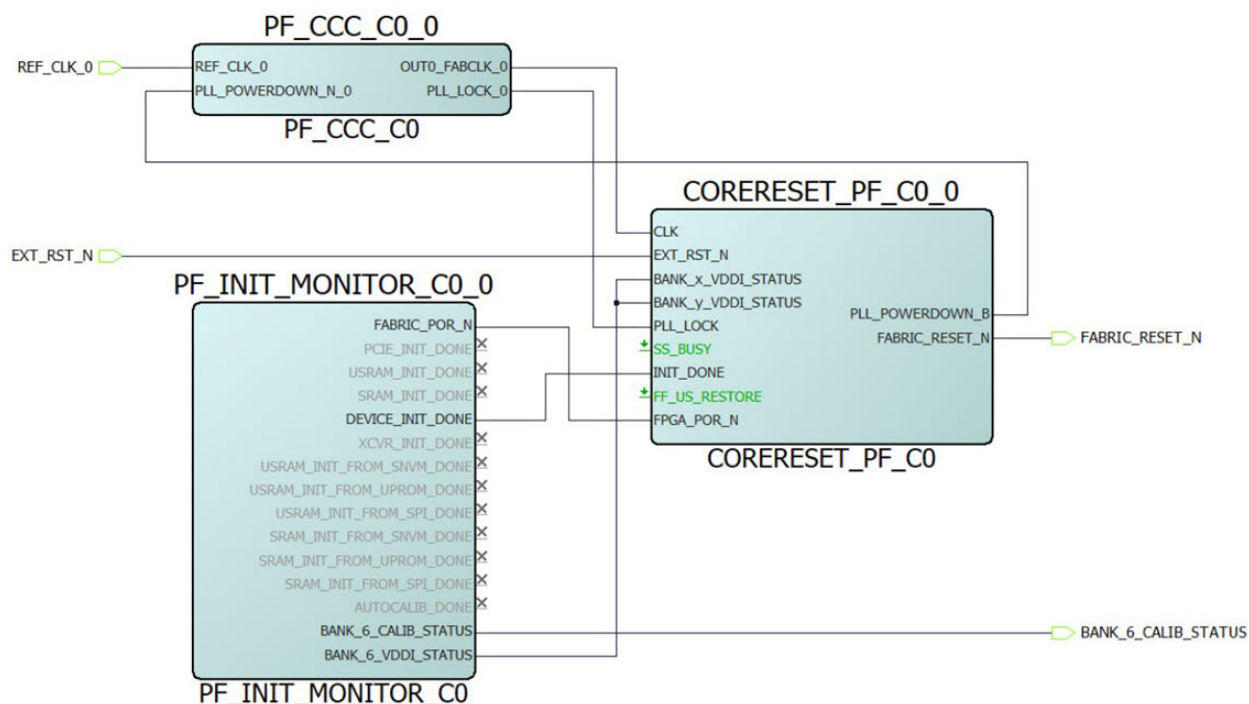 PF_CCC_C0_0
REF_CLK_0
REF_CLK_0
OUT0_FABCLK_0
PLL_POWERDOWN_N_0
PLL_LOCK_0
PF_CCC_C0
CORERESET_PF_C0_0
CLK
EXT_RST_N
EXT_RST_N
BANK_x_VDDI_STATUS
BANK_y_VDDI_STATUS
PLL_LOCK
SS_BUSY
INIT_DONE
FF_US_RESTORE
FPGA_POR_N
PLL_POWERDOWN_B
FABRIC_RESET_N
FABRIC_RESET_N
CORERESET_PF_C0
PF_INIT_MONITOR_C0_0
FABRIC_POR_N
PCIE_INIT_DONE
USRAM_INIT_DONE
SRAM_INIT_DONE
DEVICE_INIT_DONE
XCVR_INIT_DONE
USRAM_INIT_FROM_SNVM_DONE
USRAM_INIT_FROM_UPROM_DONE
USRAM_INIT_FROM_SPI_DONE
SRAM_INIT_FROM_SNVM_DONE
SRAM_INIT_FROM_UPROM_DONE
SRAM_INIT_FROM_SPI_DONE
AUTOCALIB_DONE
BANK_6_CALIB_STATUS
BANK_6_CALIB_STATUS
BANK_6_VDDI_STATUS
PF_INIT_MONITOR_C0